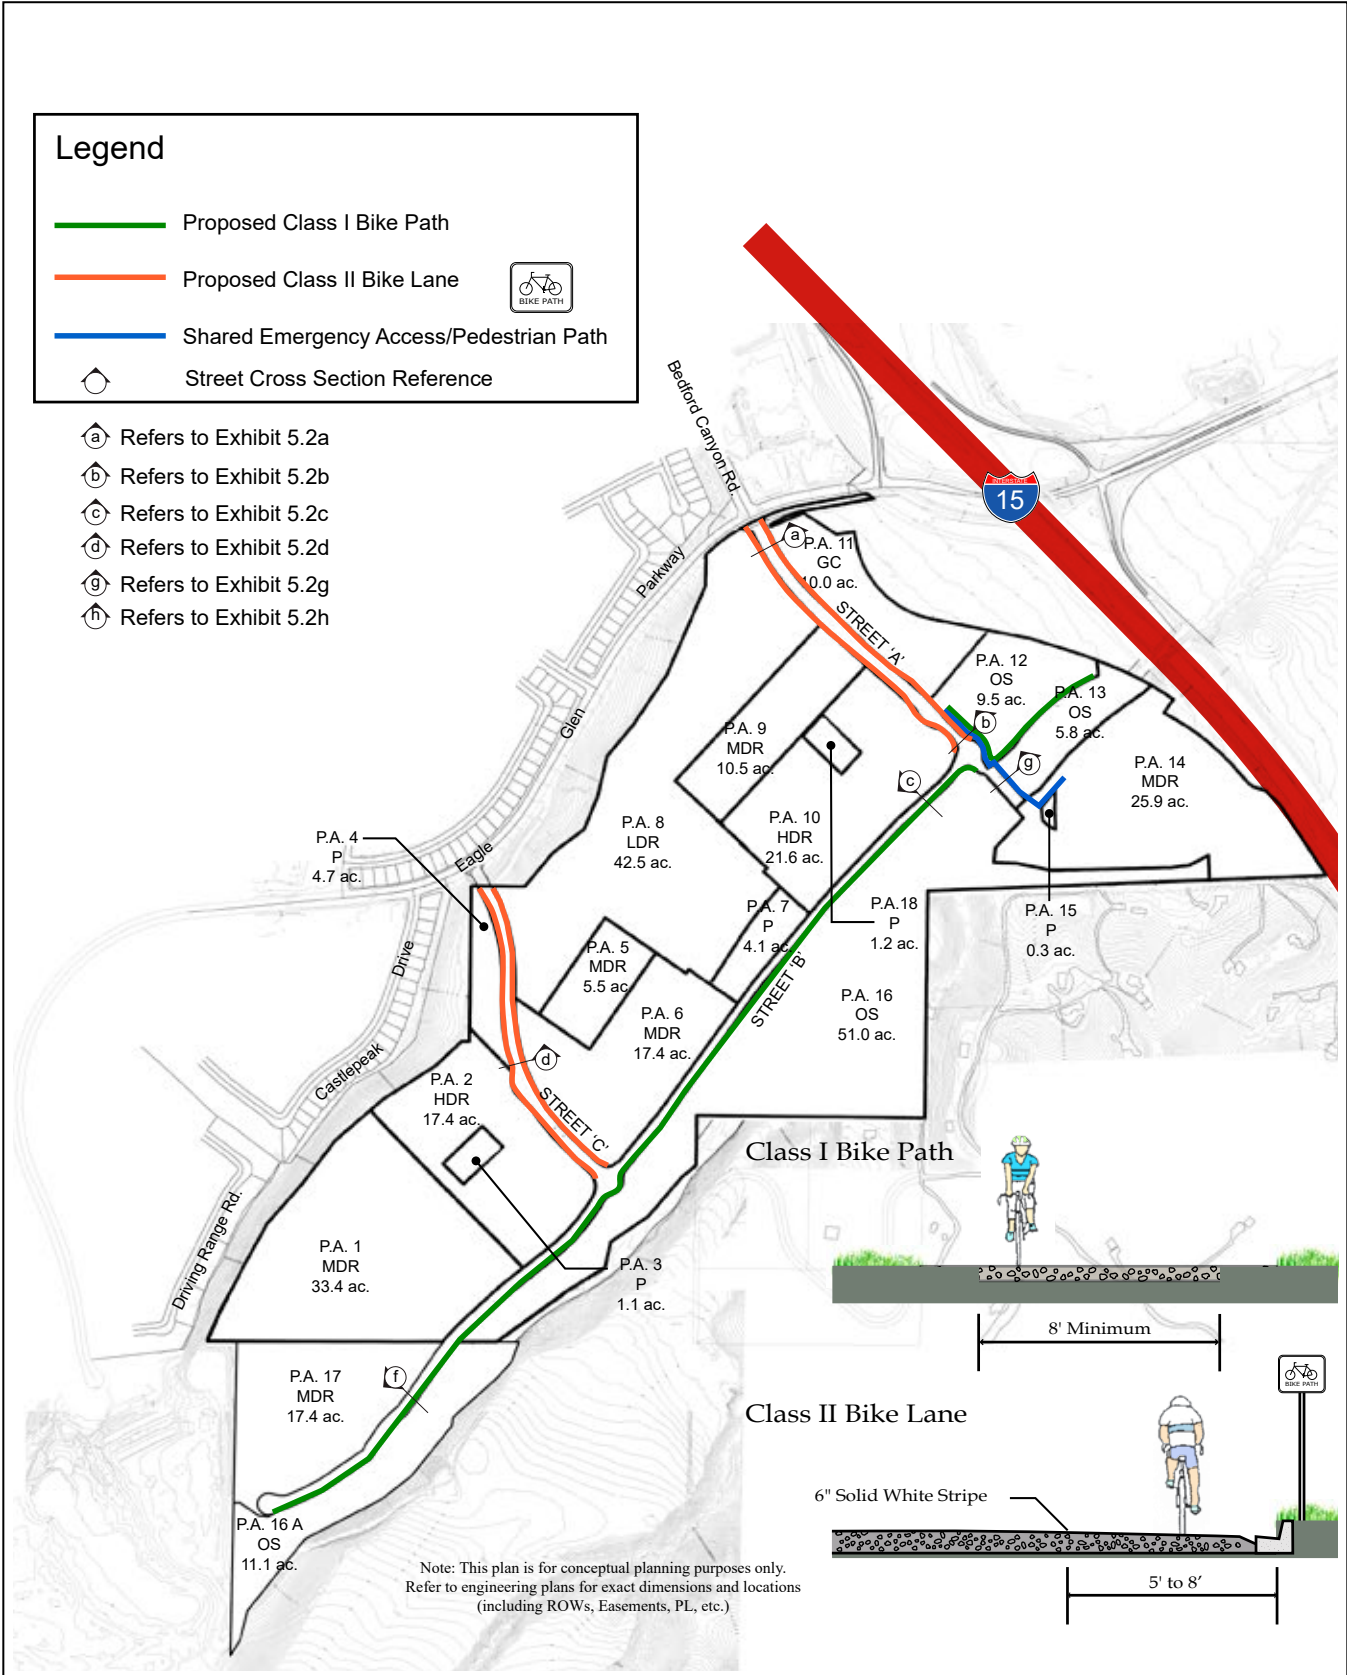 Legend
Proposed Class I Bike Path
Proposed Class II Bike Lane
BIKE PATH
Shared Emergency Access/Pedestrian Path
Street Cross Section Reference
a Refers to Exhibit 5.2a
b Refers to Exhibit 5.2b
c Refers to Exhibit 5.2c
d Refers to Exhibit 5.2d
g Refers to Exhibit 5.2g
h Refers to Exhibit 5.2h
Bedford Canyon Rd.
INTERSTATE
15
Parkway
Glen
Eagle
Drive
Castlepeak
Driving Range Rd.
a
P.A. 11
GC
10.0 ac.
STREET 'A'
P.A. 12
OS
9.5 ac.
P.A. 13
OS
5.8 ac.
b
g
c
P.A. 14
MDR
25.9 ac.
P.A. 9
MDR
10.5 ac.
P.A. 10
HDR
21.6 ac.
P.A. 8
LDR
42.5 ac.
P.A. 4
P
4.7 ac.
P.A. 7
P
4.1 ac.
P.A.18
P
1.2 ac.
P.A. 15
P
0.3 ac.
P.A. 5
MDR
5.5 ac.
P.A. 6
MDR
17.4 ac.
STREET 'B'
P.A. 16
OS
51.0 ac.
d
P.A. 2
HDR
17.4 ac.
STREET 'C'
P.A. 1
MDR
33.4 ac.
P.A. 3
P
1.1 ac.
P.A. 17
MDR
17.4 ac.
f
P.A. 16 A
OS
11.1 ac.
Class I Bike Path
8' Minimum
Class II Bike Lane
BIKE PATH
6" Solid White Stripe
5' to 8'
Note: This plan is for conceptual planning purposes only.
Refer to engineering plans for exact dimensions and locations
(including ROWs, Easements, PL, etc.)